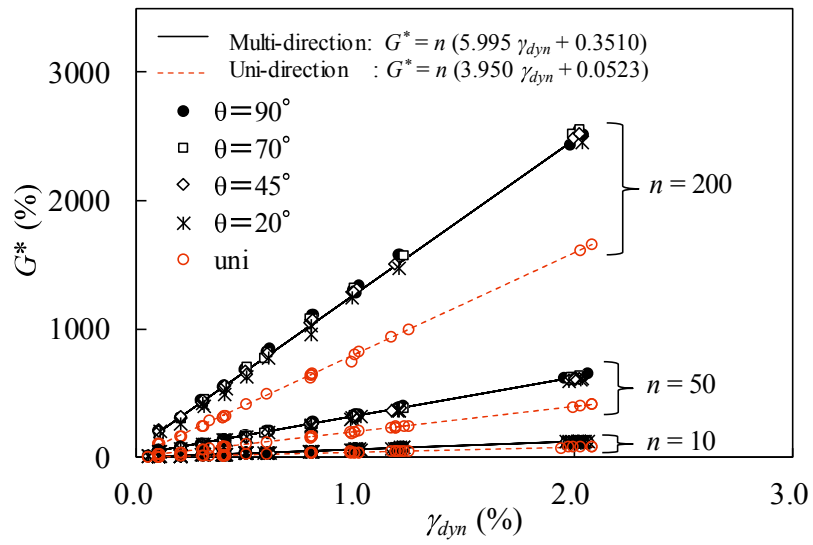 Multi-direction: G* = n (5.995 γdyn + 0.3510)
Uni-direction : G* = n (3.950 γdyn + 0.0523)
θ=90°
θ=70°
θ=45°
θ=20°
uni
3000
2000
1000
0
G* (%)
n = 200
n = 50
n = 10
0.0
1.0
2.0
3.0
γdyn (%)